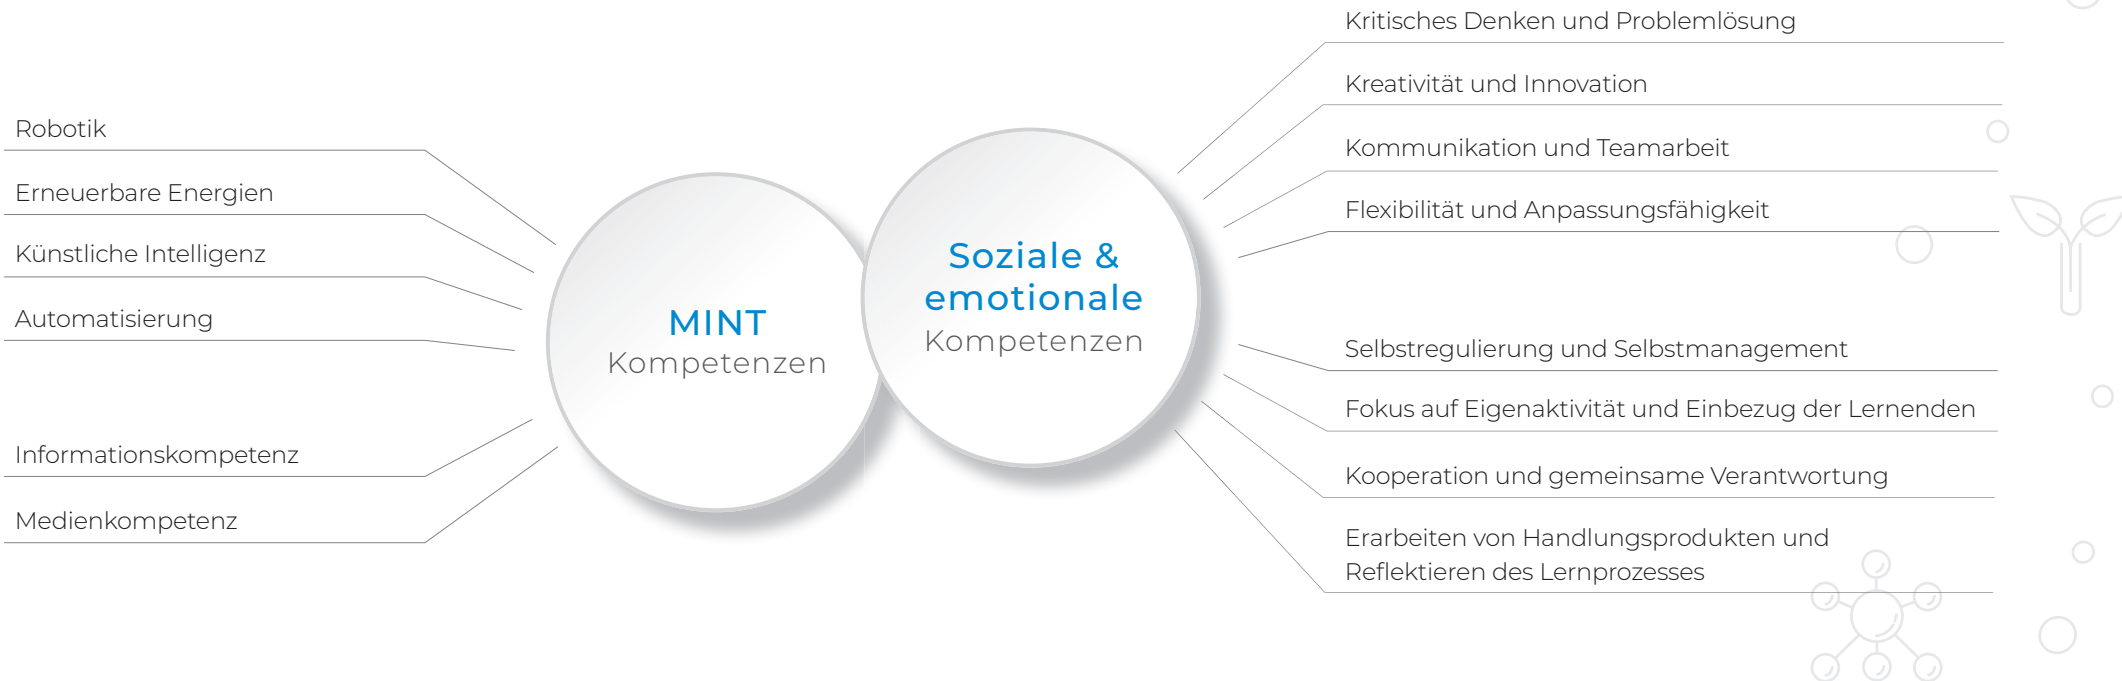 Robotik
Erneuerbare Energien
Künstliche Intelligenz
Automatisierung
Informationskompetenz
Medienkompetenz
MINT
Kompetenzen
Soziale &
emotionale
Kompetenzen
Kritisches Denken und Problemlösung
Kreativität und Innovation
Kommunikation und Teamarbeit
Flexibilität und Anpassungsfähigkeit
Selbstregulierung und Selbstmanagement
Fokus auf Eigenaktivität und Einbezug der Lernenden
Kooperation und gemeinsame Verantwortung
Erarbeiten von Handlungsprodukten und
Reflektieren des Lernprozesses